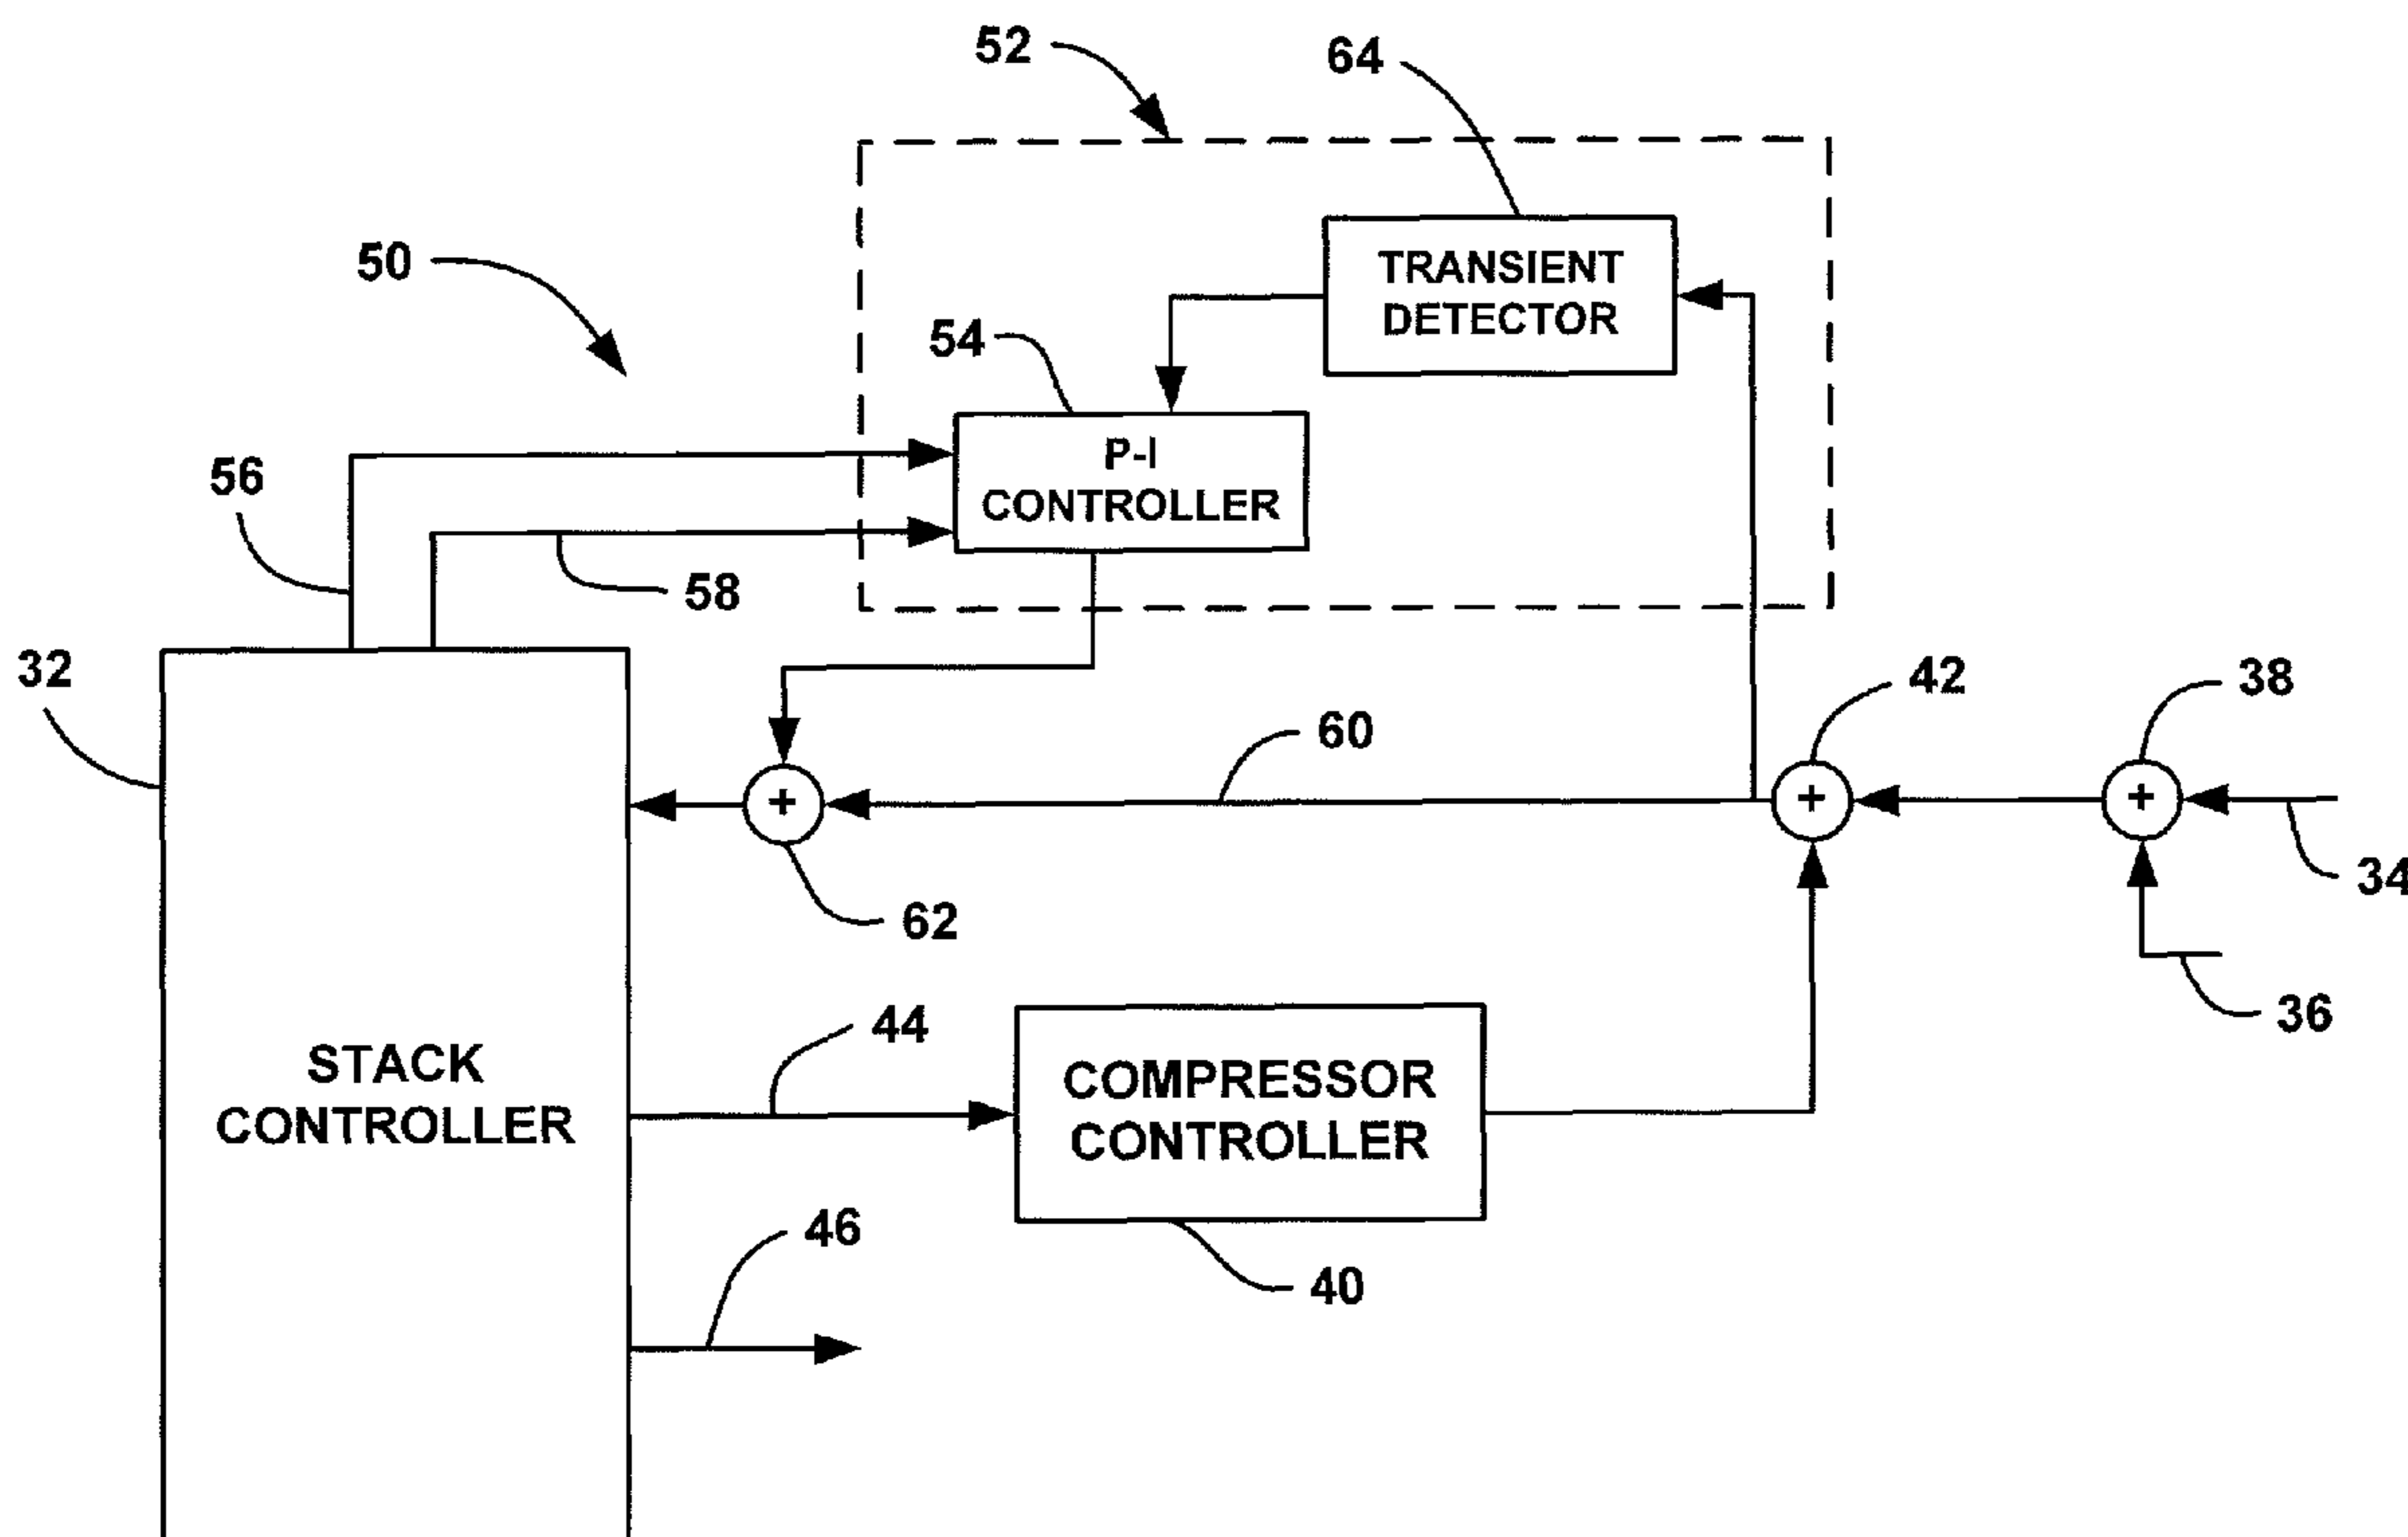 52
64
50
TRANSIENT
DETECTOR
54
P-I
CONTROLLER
56
58
32
42
38
60
+
+
+
34
62
36
44
STACK
CONTROLLER
COMPRESSOR
CONTROLLER
46
40